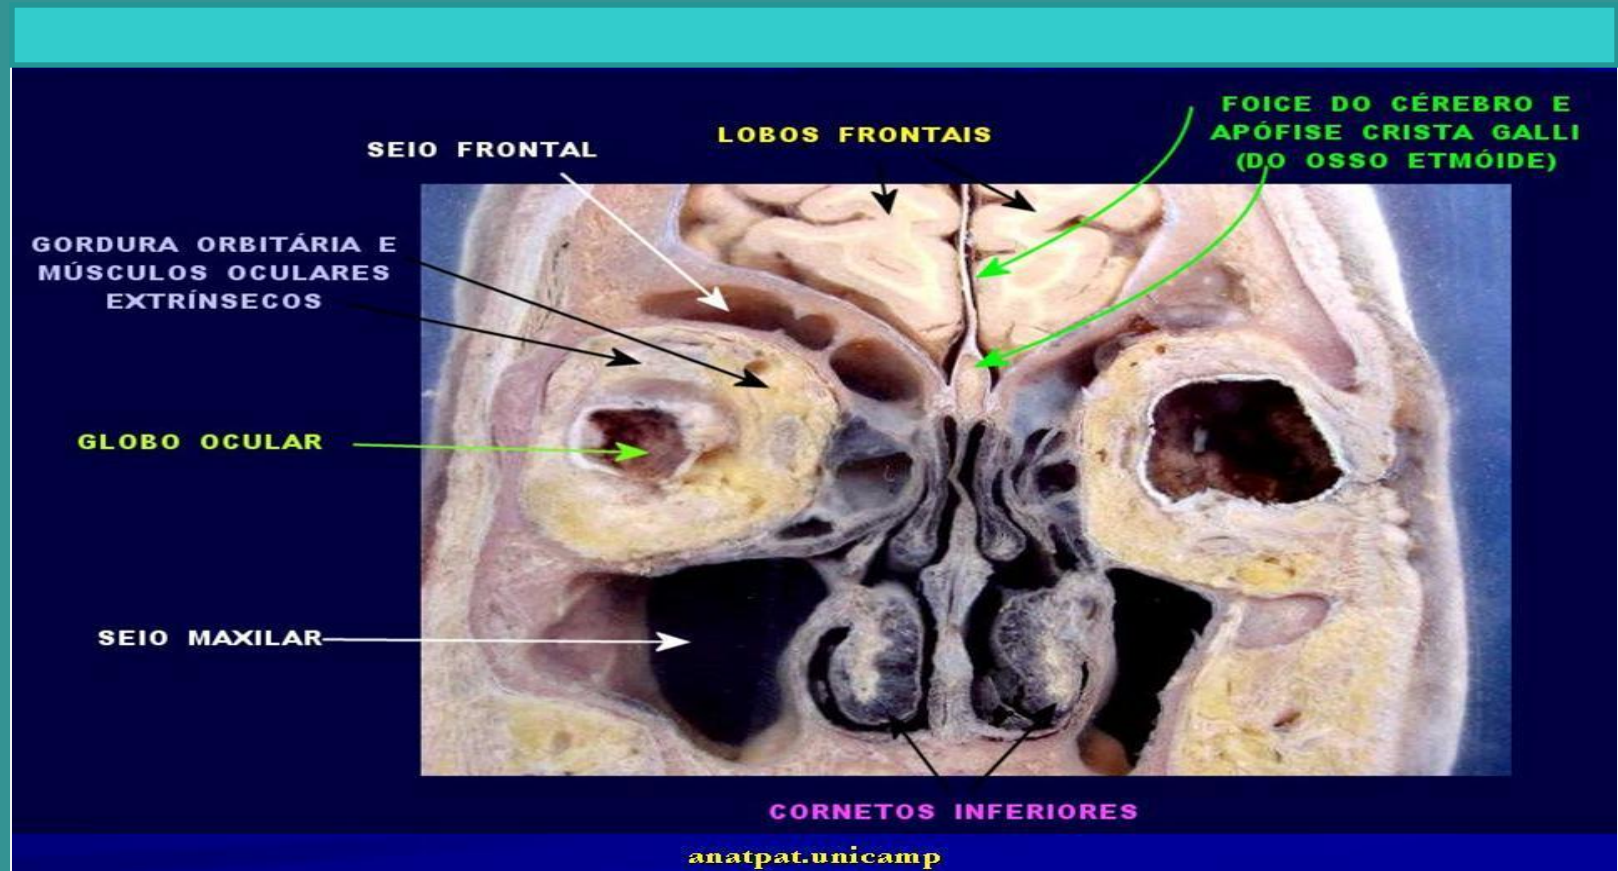 FOICE DO CÉREBRO E
APÓFISE CRISTA GALLI
(DO OSSO ETMÓIDE)
LOBOS FRONTAIS
SEIO FRONTAL
GORDURA ORBITÁRIA E
MÚSCULOS OCULARES
EXTRÍNSECOS
GLOBO OCULAR
SEIO MAXILAR
CORNETOS INFERIORES
anatpat.unicamp